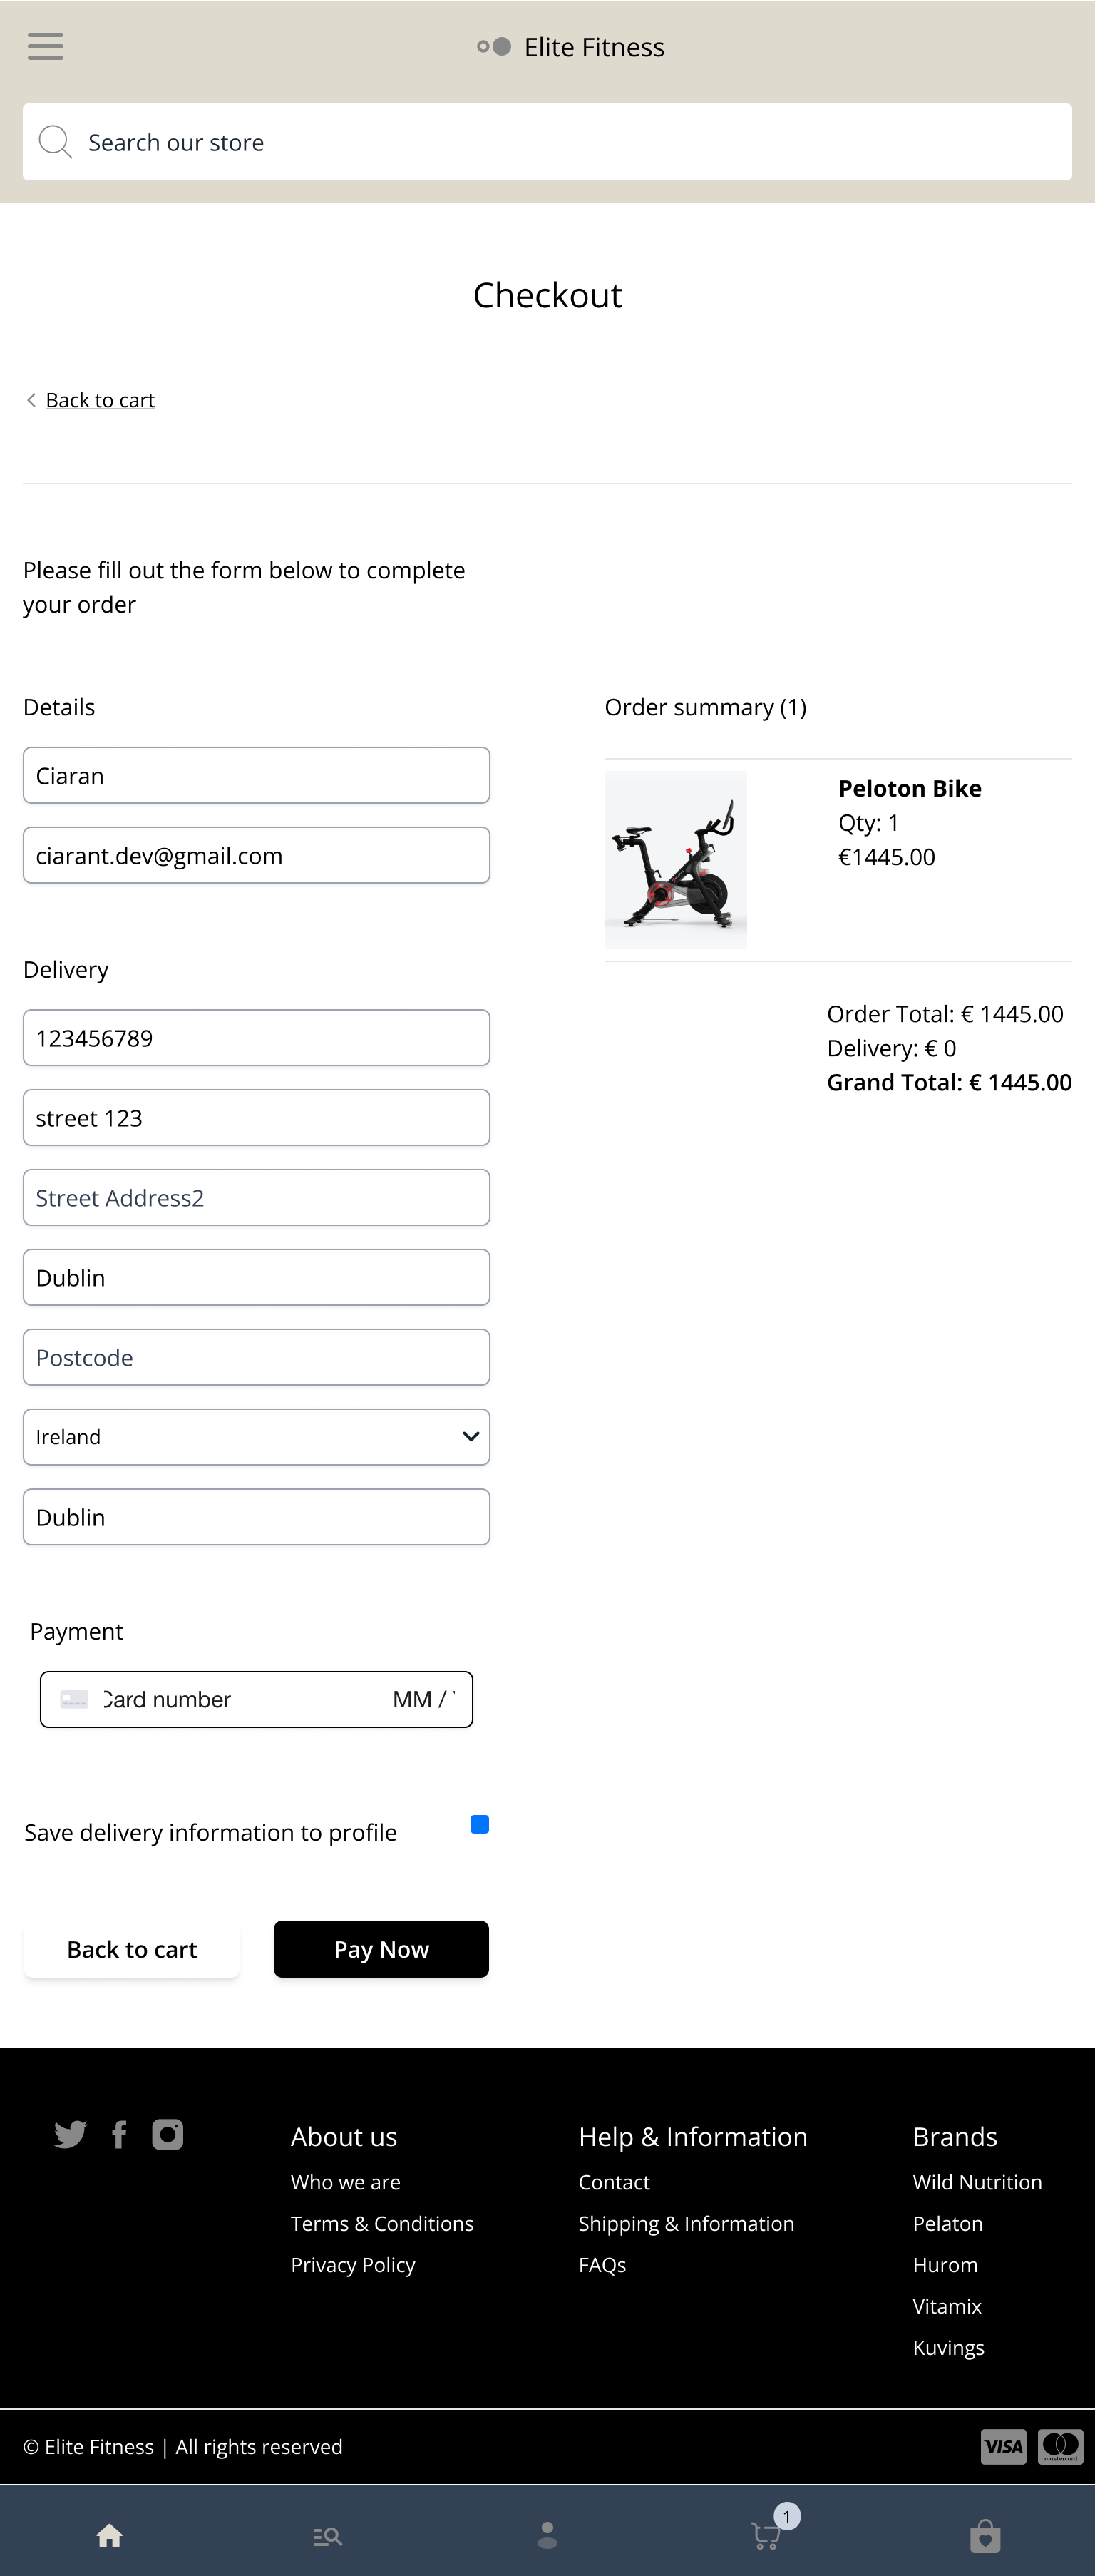 Elite Fitness
Search our store
Checkout
Back to cart
Please fill out the form below to complete
your order
Details
Ciaran
ciarant.dev@gmail.com
Delivery
123456789
street 123
Street Address2
Dublin
Postcode
Ireland
Dublin
Payment
Card number MM /
Save delivery information to profile
Back to cart
Pay Now
Order summary (1)
Peloton Bike
Qty: 1
€1445.00
Order Total: € 1445.00
Delivery: € 0
Grand Total: € 1445.00
About us
Who we are
Terms & Conditions
Privacy Policy
Help & Information
Contact
Shipping & Information
FAQs
Brands
Wild Nutrition
Pelaton
Hurom
Vitamix
Kuvings
© Elite Fitness | All rights reserved
VISA
mastercard
1